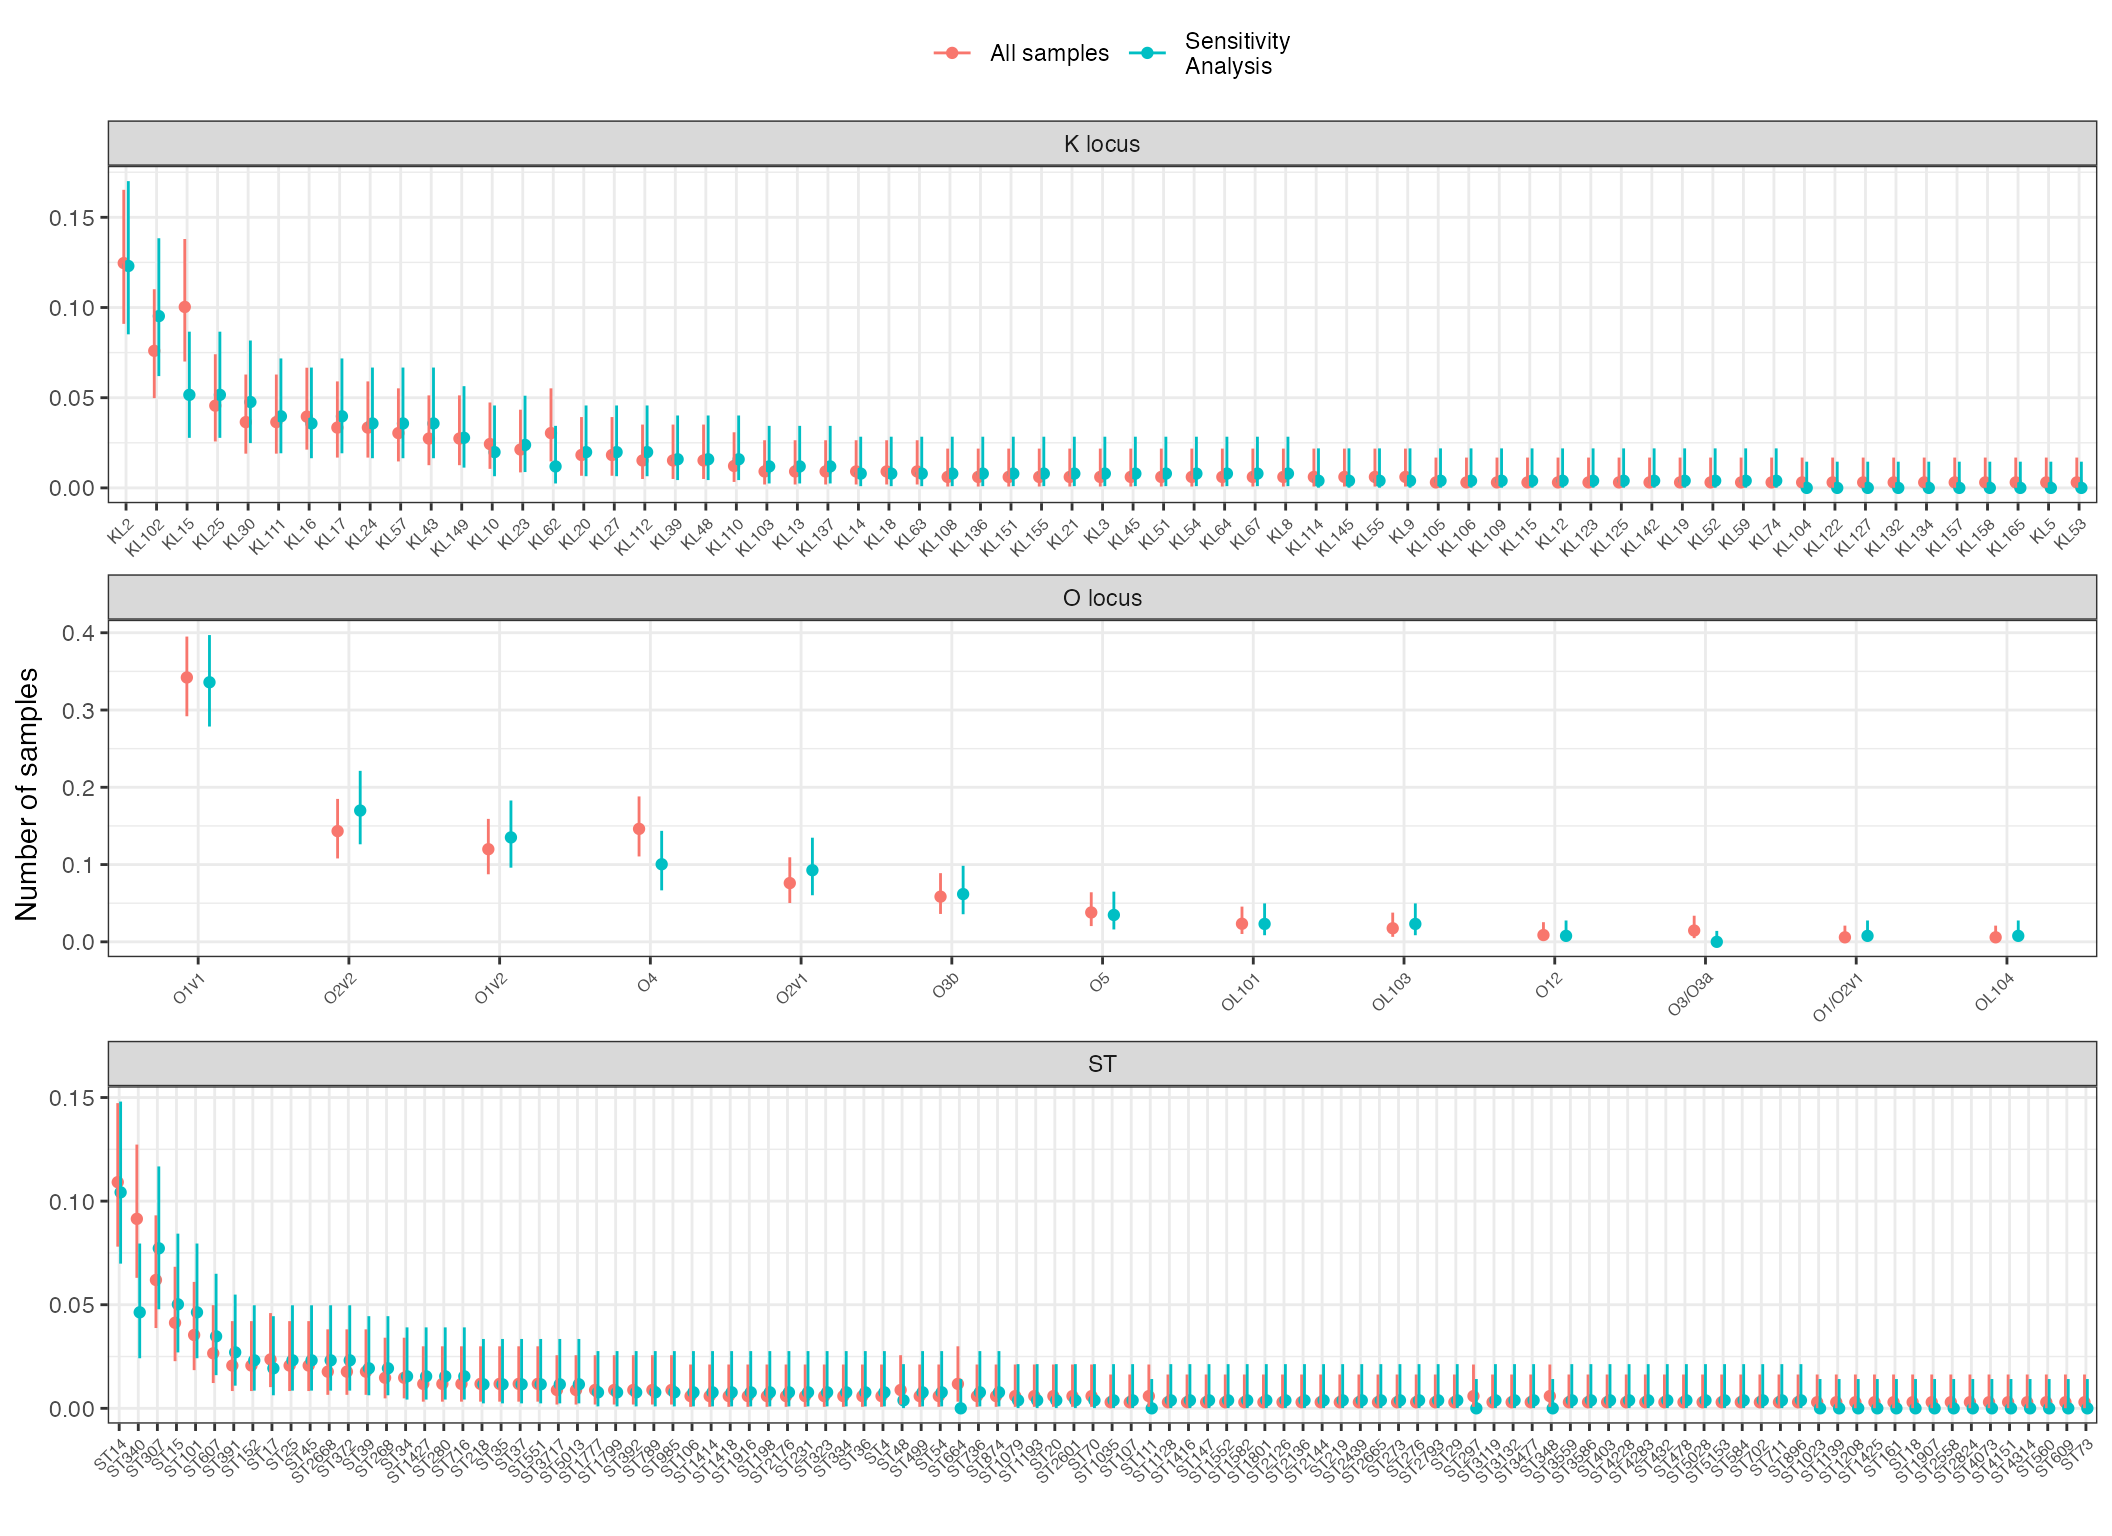 All samples
Sensitivity
Analysis
K locus
0.15
0.10
0.05
0.00
KL2 KL102 KL15 KL25 KL30 KL111 KL16 KL17 KL24 KL57 KL43 KL149 KL10 KL23 KL62 KL20 KL27 KL112 KL39 KL48 KL110 KL103 KL13 KL137 KL14 KL18 KL63 KL108 KL136 KL151 KL155 KL21 KL3 KL45 KL51 KL54 KL64 KL67 KL8 KL114 KL145 KL55 KL9 KL105 KL106 KL109 KL115 KL12 KL123 KL125 KL142 KL19 KL52 KL59 KL74 KL104 KL122 KL127 KL132 KL134 KL157 KL158 KL165 KL5 KL53
O locus
Number of samples
0.4
0.3
0.2
0.1
0.0
O1v1 O2v2 O1v2 O4 O2v1 O3b O5 OL101 OL103 O12 O3/O3a O1/O2v1 OL104
ST
0.15
0.10
0.05
0.00
ST14 ST340 ST307 ST15 ST101 ST607 ST391 ST152 ST17 ST25 ST45 ST2668 ST372 ST39 ST268 ST34 ST1427 ST280 ST716 ST218 ST35 ST37 ST551 ST3717 ST5013 ST1777 ST1799 ST392 ST789 ST985 ST106 ST1414 ST1418 ST1916 ST198 ST2176 ST231 ST323 ST334 ST36 ST4 ST48 ST499 ST54 ST664 ST736 ST874 ST1079 ST1193 ST20 ST2601 ST70 ST1035 ST107 ST111 ST1128 ST1416 ST147 ST1552 ST1582 ST1801 ST2126 ST2136 ST2144 ST219 ST2439 ST2665 ST273 ST276 ST2793 ST29 ST297 ST3119 ST3132 ST3477 ST348 ST3559 ST3586 ST403 ST4228 ST4283 ST432 ST478 ST5028 ST5153 ST584 ST702 ST711 ST896 ST1023 ST1139 ST1208 ST1425 ST161 ST18 ST1907 ST2558 ST2824 ST4073 ST4151 ST4314 ST560 ST609 ST73